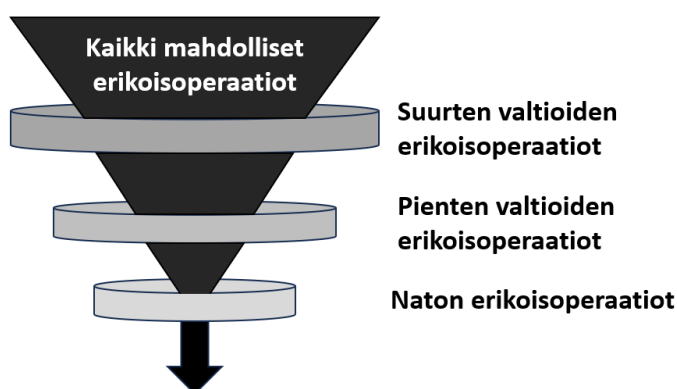 Kaikki mahdolliset
erikoisoperaatiot
Suurten valtioiden
erikoisoperaatiot
Pienten valtioiden
erikoisoperaatiot
Naton erikoisoperaatiot